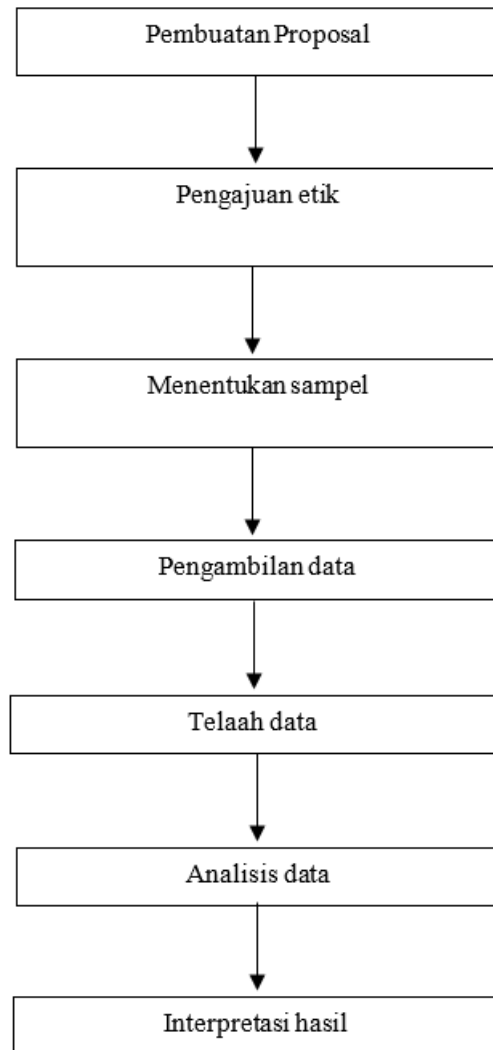 Pembuatan Proposal
Pengajuan etik
Menentukan sampel
Pengambilan data
Telaah data
Analisis data
Interpretasi hasil